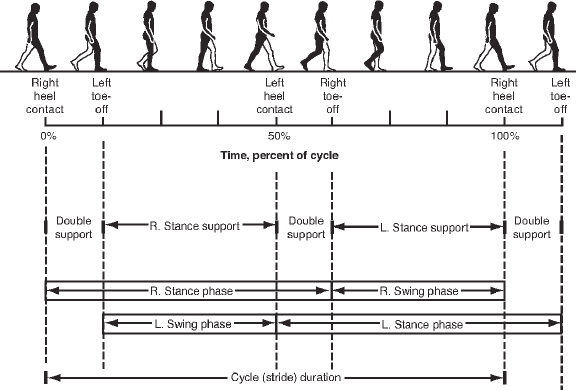 Right heel contact
Left toe- off
Left heel contact
Right toe- off
Right heel contact
Left toe- off
0%
50%
100%
Time, percent of cycle
Double support
R. Stance support
Double support
L. Stance support
Double support
R. Stance phase
R. Swing phase
L. Swing phase
L. Stance phase
Cycle (stride) duration